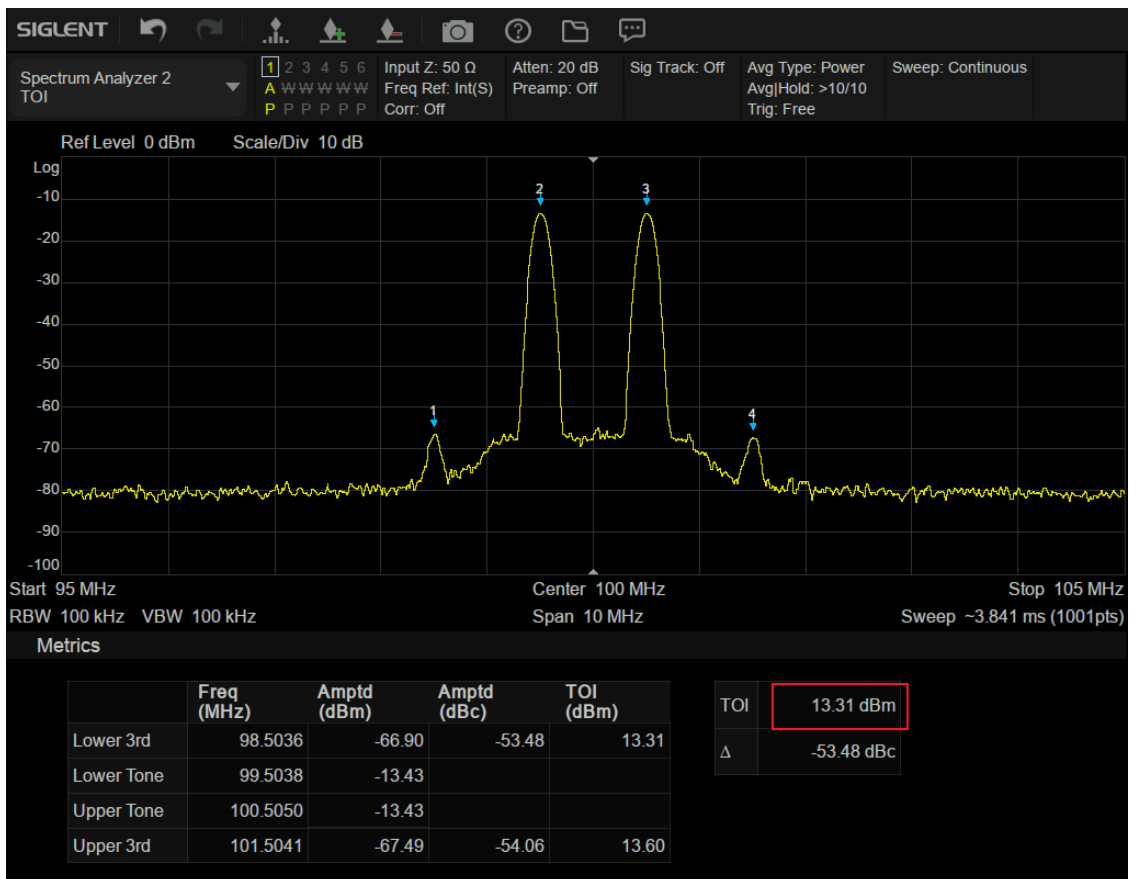 SIGLENT
Spectrum Analyzer 2
TOI
1 2 3 4 5 6
A W W W W W
P P P P P P
Input Z: 50 Ω
Freq Ref: Int(S)
Corr: Off
Atten: 20 dB
Preamp: Off
Sig Track: Off
Avg Type: Power
Avg|Hold: >10/10
Trig: Free
Sweep: Continuous
Ref Level 0 dBm Scale/Div 10 dB
Log
-10
-20
-30
-40
-50
-60
-70
-80
-90
-100
1
2
3
4
Start 95 MHz Center 100 MHz Stop 105 MHz
RBW 100 kHz VBW 100 kHz Span 10 MHz Sweep ~3.841 ms (1001pts)
Metrics
Freq (MHz) Amptd (dBm) Amptd (dBc) TOI (dBm)
Lower 3rd 98.5036 -66.90 -53.48 13.31
Lower Tone 99.5038 -13.43
Upper Tone 100.5050 -13.43
Upper 3rd 101.5041 -67.49 -54.06 13.60
TOI 13.31 dBm
Δ -53.48 dBc